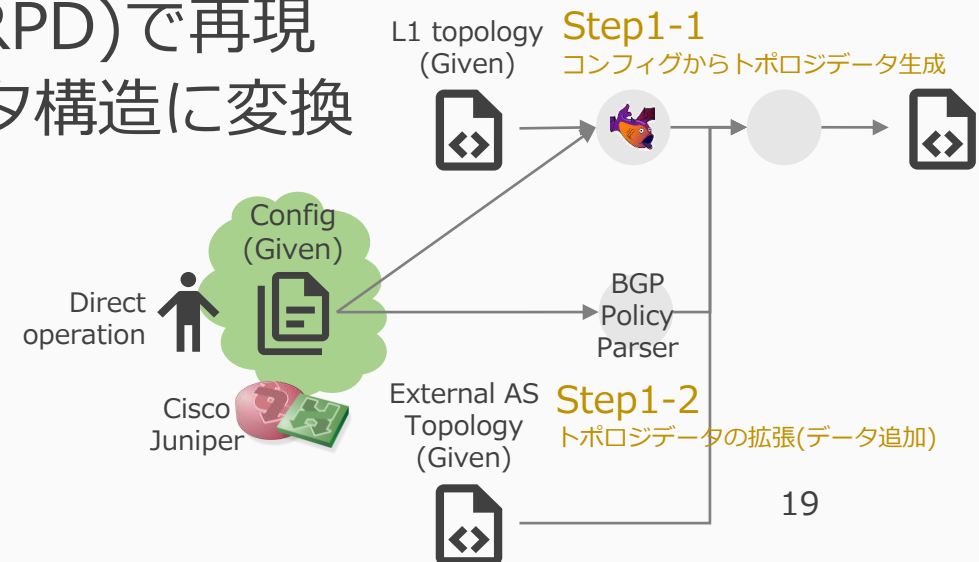 RPD)で再現
タ構造に変換
L1 topology
(Given)
Step1-1
コンフィグからトポロジデータ生成
Config
(Given)
Direct
operation
BGP
Policy
Parser
Cisco
Juniper
External AS
Topology
(Given)
Step1-2
トポロジデータの拡張(データ追加)
19